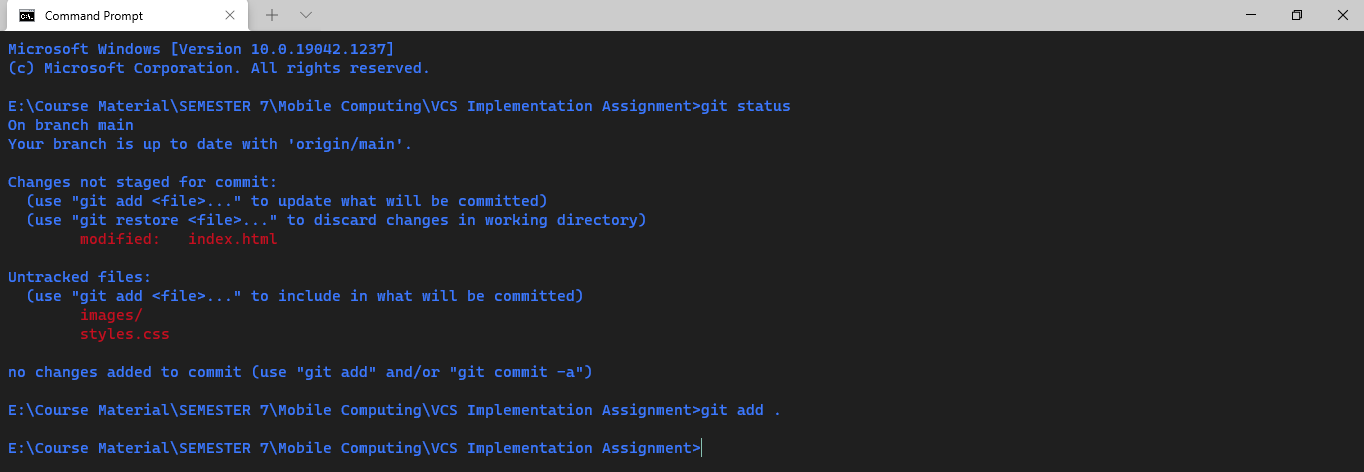 Command Prompt
Microsoft Windows [Version 10.0.19042.1237]
(c) Microsoft Corporation. All rights reserved.
E:\Course Material\SEMESTER 7\Mobile Computing\VCS Implementation Assignment>git status
On branch main
Your branch is up to date with 'origin/main'.
Changes not staged for commit:
  (use "git add <file>..." to update what will be committed)
  (use "git restore <file>..." to discard changes in working directory)
        modified:   index.html
Untracked files:
  (use "git add <file>..." to include in what will be committed)
        images/
        styles.css
no changes added to commit (use "git add" and/or "git commit -a")
E:\Course Material\SEMESTER 7\Mobile Computing\VCS Implementation Assignment>git add .
E:\Course Material\SEMESTER 7\Mobile Computing\VCS Implementation Assignment>